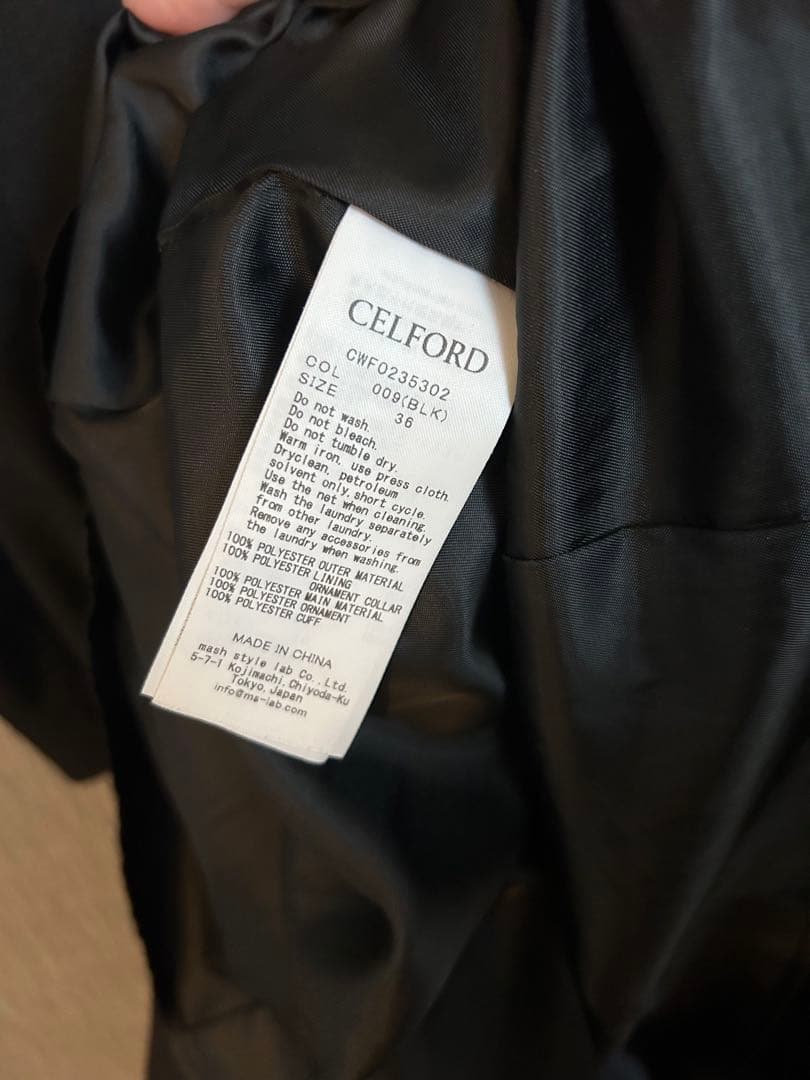 CELFORD
CWF0235302
COL 009(BLK)
SIZE 36
Do not wash.
Do not bleach.
Do not tumble dry.
Warm iron. use press cloth
Dryclean, petroleum
solvent only.short cycle.
Use the net when cleaning.
Wash the laundry separately
from other laundry.
Remove any accessories from
the laundry when washing.
100% POLYESTER OUTER MATERIAL
100% POLYESTER LINING
ORNAMENT COLLAR
100% POLYESTER MAIN MATERIAL
100% POLYESTER ORNAMENT
100% POLYESTER CUFF
MADE IN CHINA
mash style lab Co., Ltd.
5-7-1 Kojimachi,Chiyoda-Ku
Tokyo,Japan
info@ms-lab.com